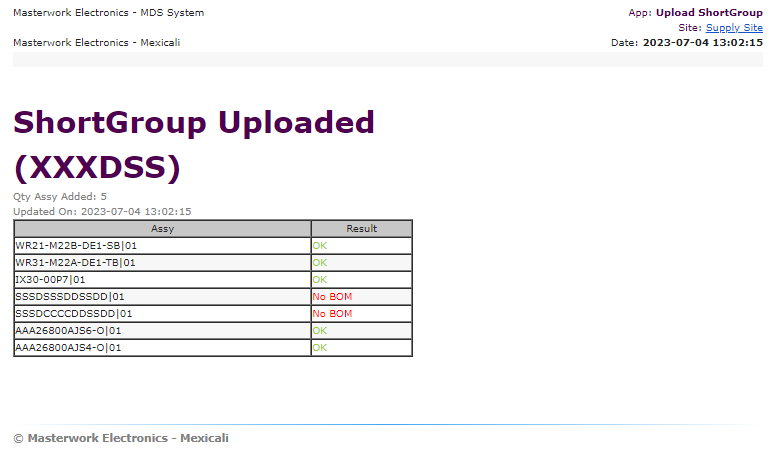 Masterwork Electronics - MDS System
App: Upload ShortGroup
Site: Supply Site
Masterwork Electronics - Mexicali
Date: 2023-07-04 13:02:15
ShortGroup Uploaded
(XXXDSS)
Qty Assy Added: 5
Updated On: 2023-07-04 13:02:15
Assy Result
WR21-M22B-DE1-SB|01 OK
WR31-M22A-DE1-TB|01 OK
IX30-00P7|01 OK
SSSDSSSDDSSDD|01 No BOM
SSSDCCCCDDSSDD|01 No BOM
AAA26800AJS6-O|01 OK
AAA26800AJS4-O|01 OK
© Masterwork Electronics - Mexicali